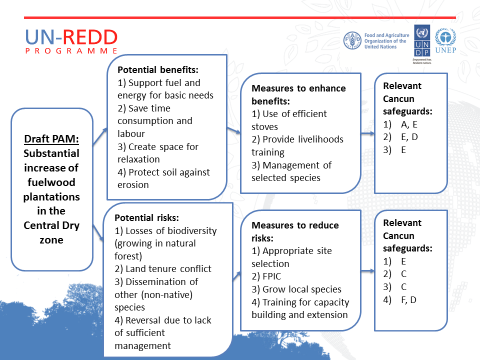 UN-REDD
PROGRAMME
Food and Agriculture
Organization of the
United Nations
U N
D P
UNEP
Draft PAM:
Substantial
increase of
fuelwood
plantations
in the
Central Dry
zone
Potential benefits:
1) Support fuel and
energy for basic needs
2) Save time
consumption and
labour
3) Create space for
relaxation
4) Protect soil against
erosion
Measures to enhance
benefits:
1) Use of efficient
stoves
2) Provide livelihoods
training
3) Management of
selected species
Relevant
Cancun
safeguards:
1) A, E
2) E, D
3) E
Potential risks:
1) Losses of biodiversity
(growing in natural
forest)
2) Land tenure conflict
3) Dissemination of
other (non-native)
species
4) Reversal due to lack
of sufficient
management
Measures to reduce
risks:
1) Appropriate site
selection
2) FPIC
3) Grow local species
4) Training for capacity
building and extension
Relevant
Cancun
safeguards:
1) E
2) C
3) C
4) F, D